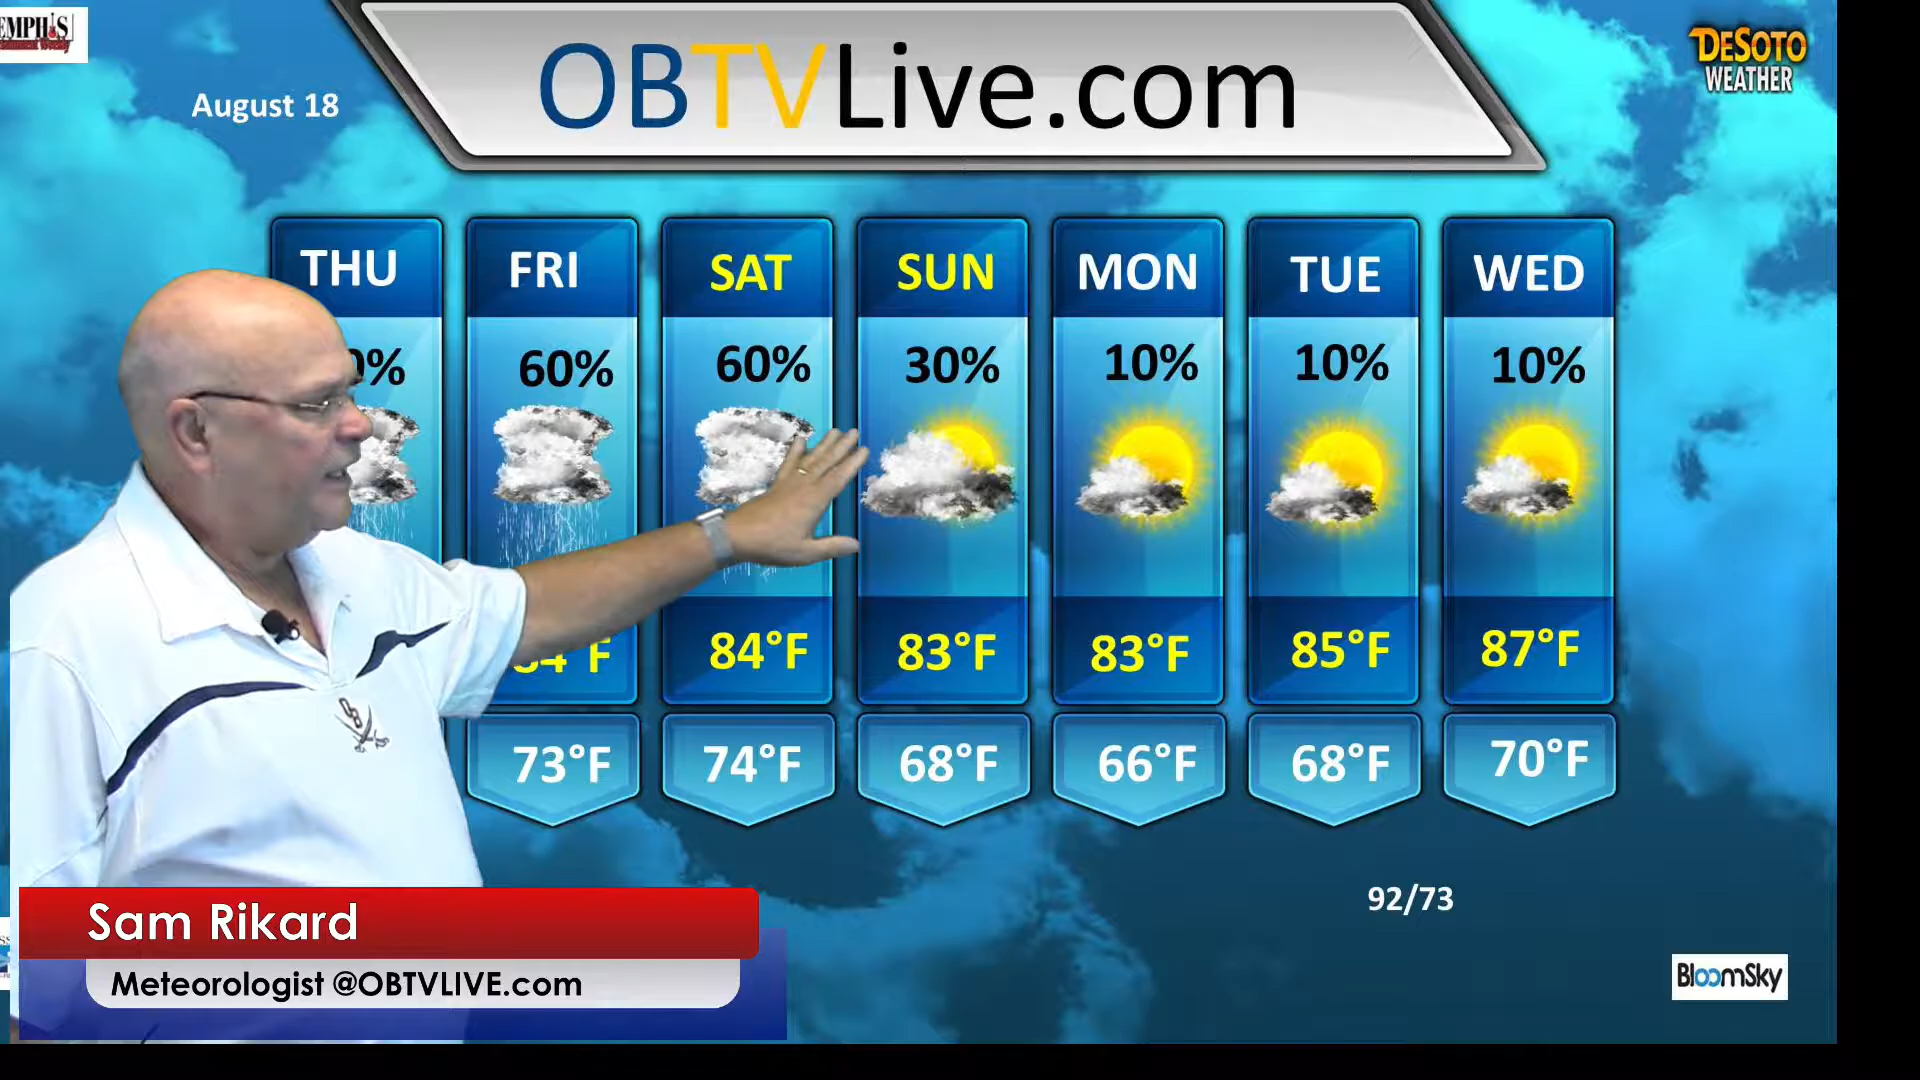 OBTVLive.com
DeSoto
WEATHER
August 18
THU FRI SAT SUN MON TUE WED
60% 60% 30% 10% 10% 10%
84°F 83°F 83°F 85°F 87°F
73°F 74°F 68°F 66°F 68°F 70°F
92/73
Sam Rikard
Meteorologist @OBTVLIVE.com
BloomSky